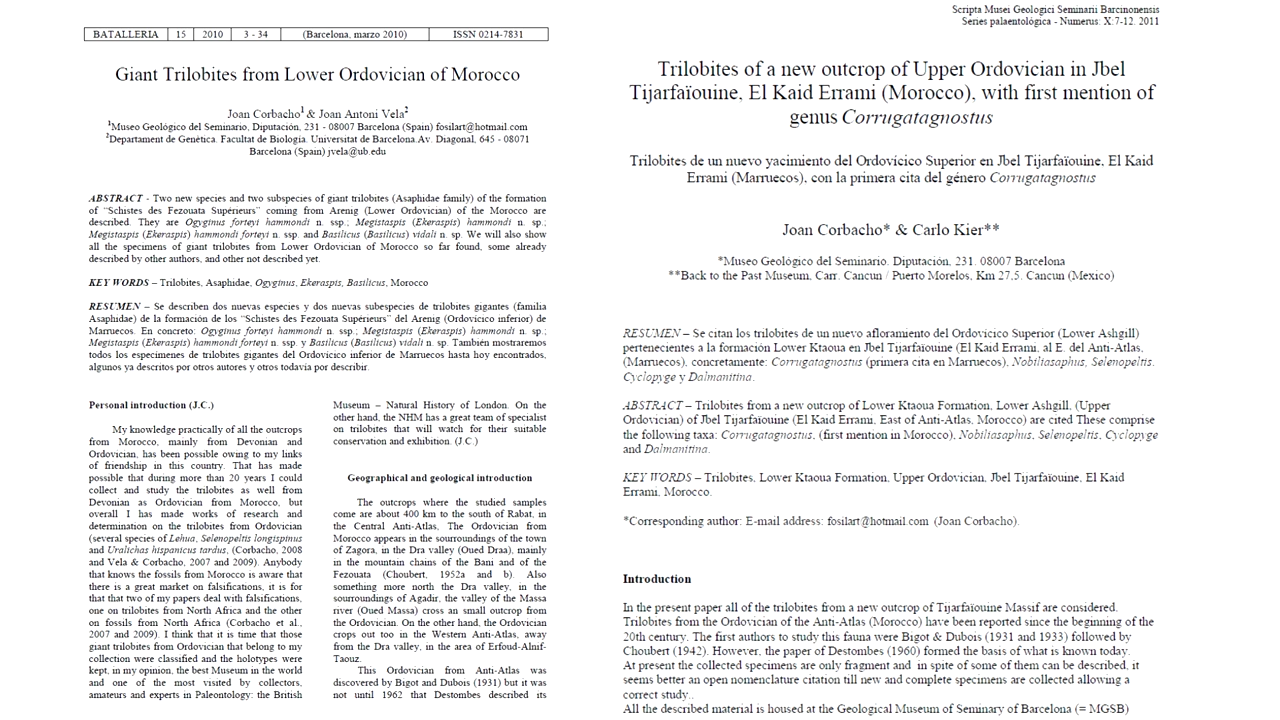 BATALLERIA 15 2010 3 - 34 (Barcelona, marzo 2010) ISSN 0214-7831
Giant Trilobites from Lower Ordovician of Morocco
Joan Corbacho1 & Joan Antoni Vela2
1Museo Geológico del Seminario, Diputación, 231 - 08007 Barcelona (Spain) fosilart@hotmail.com
2Departament de Genètica. Facultat de Biologia. Universitat de Barcelona.Av. Diagonal, 645 - 08071
Barcelona (Spain) jvela@ub.edu
ABSTRACT - Two new species and two subspecies of giant trilobites (Asaphidae family) of the formation
of “Schistes des Fezouata Supérieurs” coming from Arenig (Lower Ordovician) of the Morocco are
described. They are Ogyginus forteyi hammondi n. ssp.; Megistaspis (Ekeraspis) hammondi n. sp.;
Megistaspis (Ekeraspis) hammondi forteyi n. ssp. and Basilicus (Basilicus) vidali n. sp. We will also show
all the specimens of giant trilobites from Lower Ordovician of Morocco so far found, some already
described by other authors, and other not described yet.
KEY WORDS – Trilobites, Asaphidae, Ogyginus, Ekeraspis, Basilicus, Morocco
RESUMEN – Se describen dos nuevas especies y dos nuevas subespecies de trilobites gigantes (familia
Asaphidae) de la formación de los “Schistes des Fezouata Supérieurs” del Arenig (Ordovícico inferior) de
Marruecos. En concreto: Ogyginus forteyi hammondi n. ssp.; Megistaspis (Ekeraspis) hammondi n. sp.;
Megistaspis (Ekeraspis) hammondi forteyi n. ssp. y Basilicus (Basilicus) vidali n. sp. También mostraremos
todos los especimenes de trilobites gigantes del Ordovícico inferior de Marruecos hasta hoy encontrados,
algunos ya descritos por otros autores y otros todavía por describir.
Personal introduction (J.C.)
My knowledge practically of all the outcrops
from Morocco, mainly from Devonian and
Ordovician, has been possible owing to my links
of friendship in this country. That has made
possible that during more than 20 years I could
collect and study the trilobites as well from
Devonian as Ordovician from Morocco, but
overall I has made works of research and
determination on the trilobites from Ordovician
(several species of Lehua, Selenopeltis longispinus
and Uralichas hispanicus tardus, (Corbacho, 2008
and Vela & Corbacho, 2007 and 2009). Anybody
that knows the fossils from Morocco is aware that
there is a great market on falsifications, it is for
that that two of my papers deal with falsifications,
one on trilobites from North Africa and the other
on fossils from North Africa (Corbacho et al.,
2007 and 2009). I think that it is time that those
giant trilobites from Ordovician that belong to my
collection were classified and the holotypes were
kept, in my opinion, the best Museum in the world
and one of the most visited by collectors,
amateurs and experts in Paleontology: the British
Museum – Natural History of London. On the
other hand, the NHM has a great team of specialist
on trilobites that will watch for their suitable
conservation and exhibition. (J.C.)
Geographical and geological introduction
The outcrops where the studied samples
come are about 400 km to the south of Rabat, in
the Central Anti-Atlas, The Ordovician from
Morocco appears in the sourroundings of the town
of Zagora, in the Dra valley (Oued Draa), mainly
in the mountain chains of the Bani and of the
Fezouata (Choubert, 1952a and b). Also
something more north the Dra valley, in the
sourroundings of Agadir, the valley of the Massa
river (Oued Massa) cross an small outcrop from
the Ordovician. On the other hand, the Ordovician
crops out too in the Western Anti-Atlas, away
from the Dra valley, in the area of Erfoud-Alnif-
Taouz.
This Ordovician from Anti-Atlas was
discovered by Bigot and Dubois (1931) but it was
not until 1962 that Destombes described its
Scripta Musei Geologici Seminarii Barcinonensis
Series palaentológica - Numerus: X:7-12. 2011
Trilobites of a new outcrop of Upper Ordovician in Jbel
Tijarfaïouine, El Kaid Errami (Morocco), with first mention of
genus Corrugatagnostus
Trilobites de un nuevo yacimiento del Ordovícico Superior en Jbel Tijarfaïouine, El Kaid
Errami (Marruecos), con la primera cita del género Corrugatagnostus
Joan Corbacho* & Carlo Kier**
*Museo Geológico del Seminario. Diputación, 231. 08007 Barcelona
**Back to the Past Museum, Carr. Cancun / Puerto Morelos, Km 27,5. Cancun (Mexico)
RESUMEN – Se citan los trilobites de un nuevo afloramiento del Ordovícico Superior (Lower Ashgill)
pertenecientes a la formación Lower Ktaoua en Jbel Tijarfaïouine (El Kaid Errami, al E. del Anti-Atlas,
(Marruecos), concretamente: Corrugatagnostus (primera cita en Marruecos), Nobiliasaphus, Selenopeltis.
Cyclopyge y Dalmanitina.
ABSTRACT – Trilobites from a new outcrop of Lower Ktaoua Formation, Lower Ashgill, (Upper
Ordovician) of Jbel Tijarfaïouine (El Kaid Errami, East of Anti-Atlas, Morocco) are cited These comprise
the following taxa: Corrugatagnostus, (first mention in Morocco), Nobiliasaphus, Selenopeltis, Cyclopyge
and Dalmanitina.
KEY WORDS – Trilobites, Lower Ktaoua Formation, Upper Ordovician, Jbel Tijarfaïouine, El Kaid
Errami, Morocco.
*Corresponding author: E-mail address: fosilart@hotmail.com (Joan Corbacho).
Introduction
In the present paper all of the trilobites from a new outcrop of Tijarfaïouine Massif are considered.
Trilobites from the Ordovician of the Anti-Atlas (Morocco) have been reported since the beginning of the
20th century. The first authors to study this fauna were Bigot & Dubois (1931 and 1933) followed by
Choubert (1942). However, the paper of Destombes (1960) formed the basis of what is known today.
At present the collected specimens are only fragment and in spite of some of them can be described, it
seems better an open nomenclature citation till new and complete specimens are collected allowing a
correct study..
All the described material is housed at the Geological Museum of Seminary of Barcelona (= MGSB)